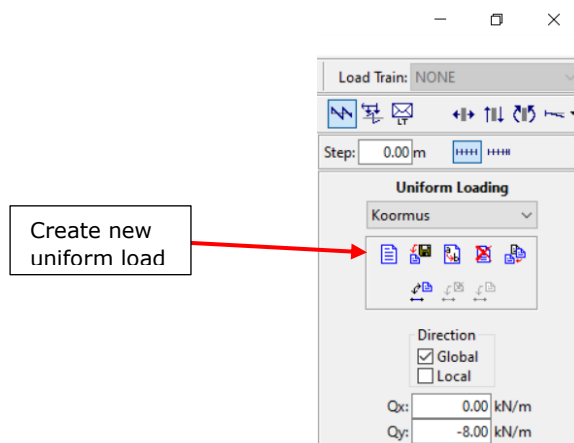 Load Train: NONE
LT
Step: 0.00 m
Uniform Loading
Koormus
Create new
uniform load
Direction
Global
Local
Qx: 0.00 kN/m
Qy: -8.00 kN/m